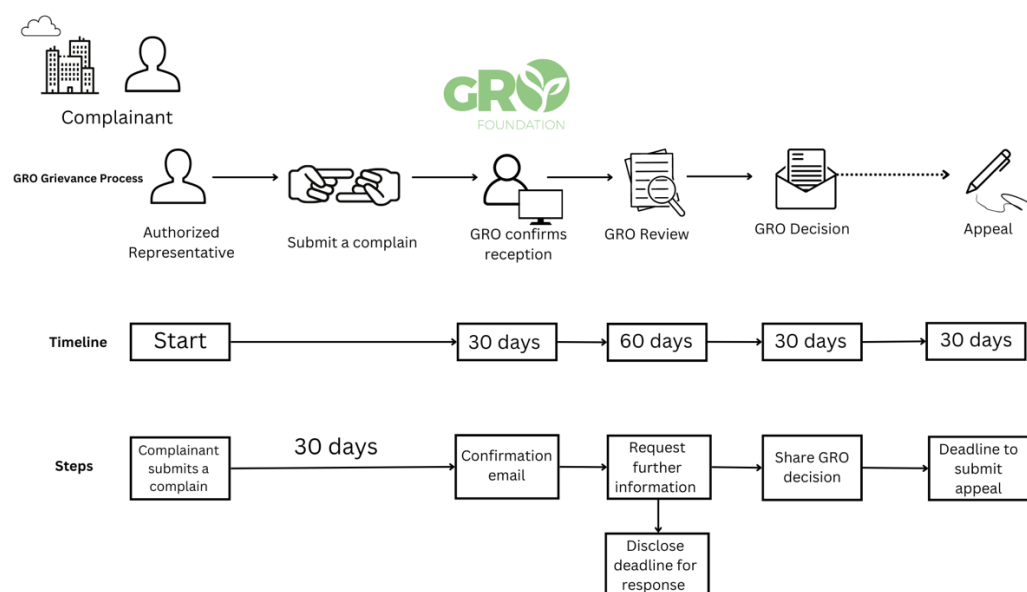 Complainant
GRO
FOUNDATION
GRO Grievance Process
Authorized
Representative
Submit a complain
GRO confirms
reception
GRO Review
GRO Decision
Appeal
Timeline
Start
30 days
60 days
30 days
30 days
Steps
Complainant
submits a
complain
30 days
Confirmation
email
Request
further
information
Share GRO
decision
Deadline to
submit
appeal
Disclose
deadline for
response